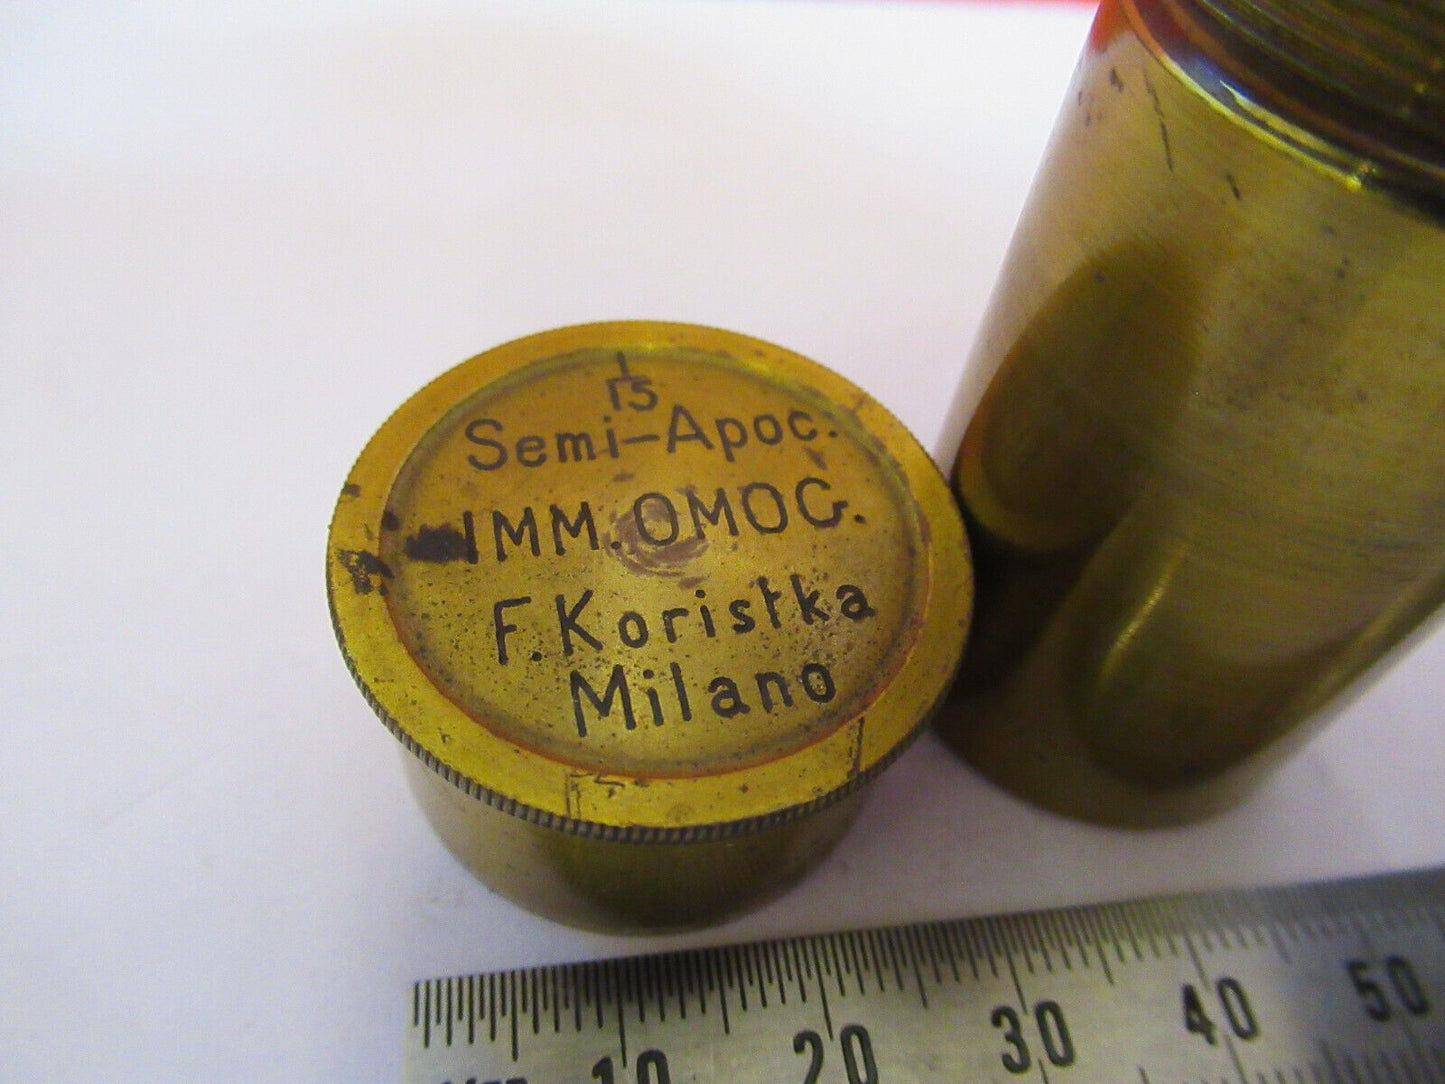 1/15
Semi-Apoc.
IMM. OMOG.
F. Koristka
Milano
10 20 30 40 50